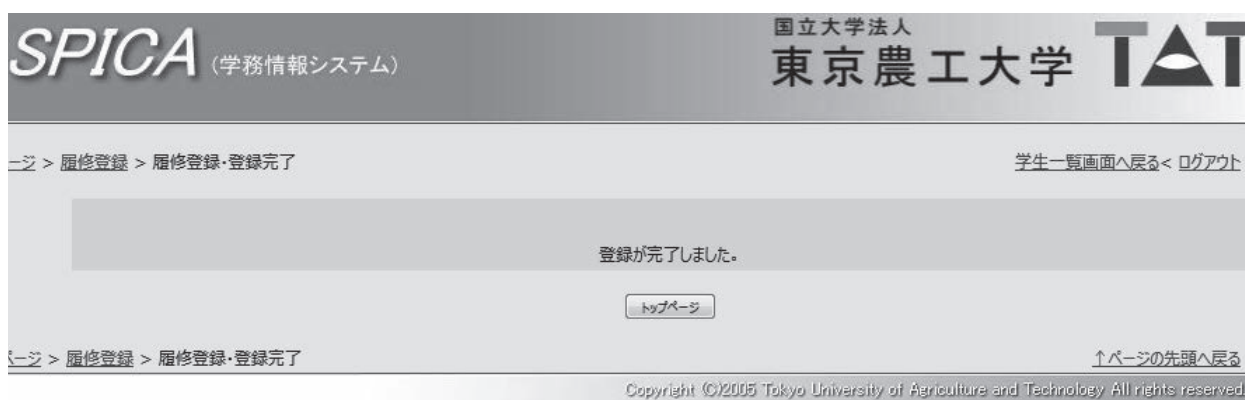 SPICA (学務情報システム)
国立大学法人
東京農工大学 TAT
ージ > 履修登録 > 履修登録・登録完了
学生一覧画面へ戻る< ログアウト
登録が完了しました。
トップページ
ページ > 履修登録 > 履修登録・登録完了
↑ページの先頭へ戻る
Copyright (C)2005 Tokyo University of Agriculture and Technology All rights reserved